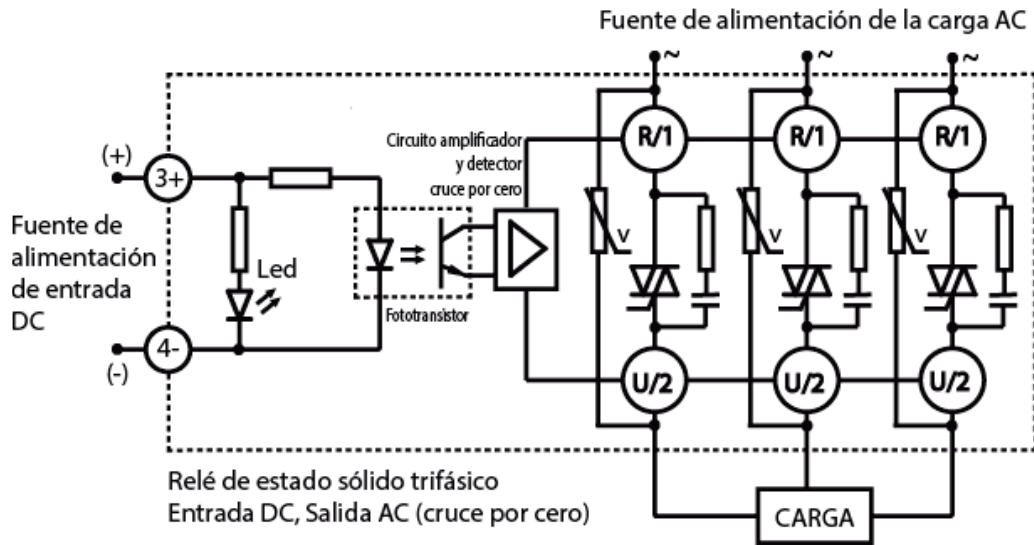 Fuente de alimentación de la carga AC
~ ~ ~
Circuito amplificador
y detector
cruce por cero
R/1 R/1 R/1
(+)
3+
Fuente de
alimentación
de entrada
DC
Led
V V V
Fototransistor
4-
(-)
U/2 U/2 U/2
Relé de estado sólido trifásico
Entrada DC, Salida AC (cruce por cero)
CARGA